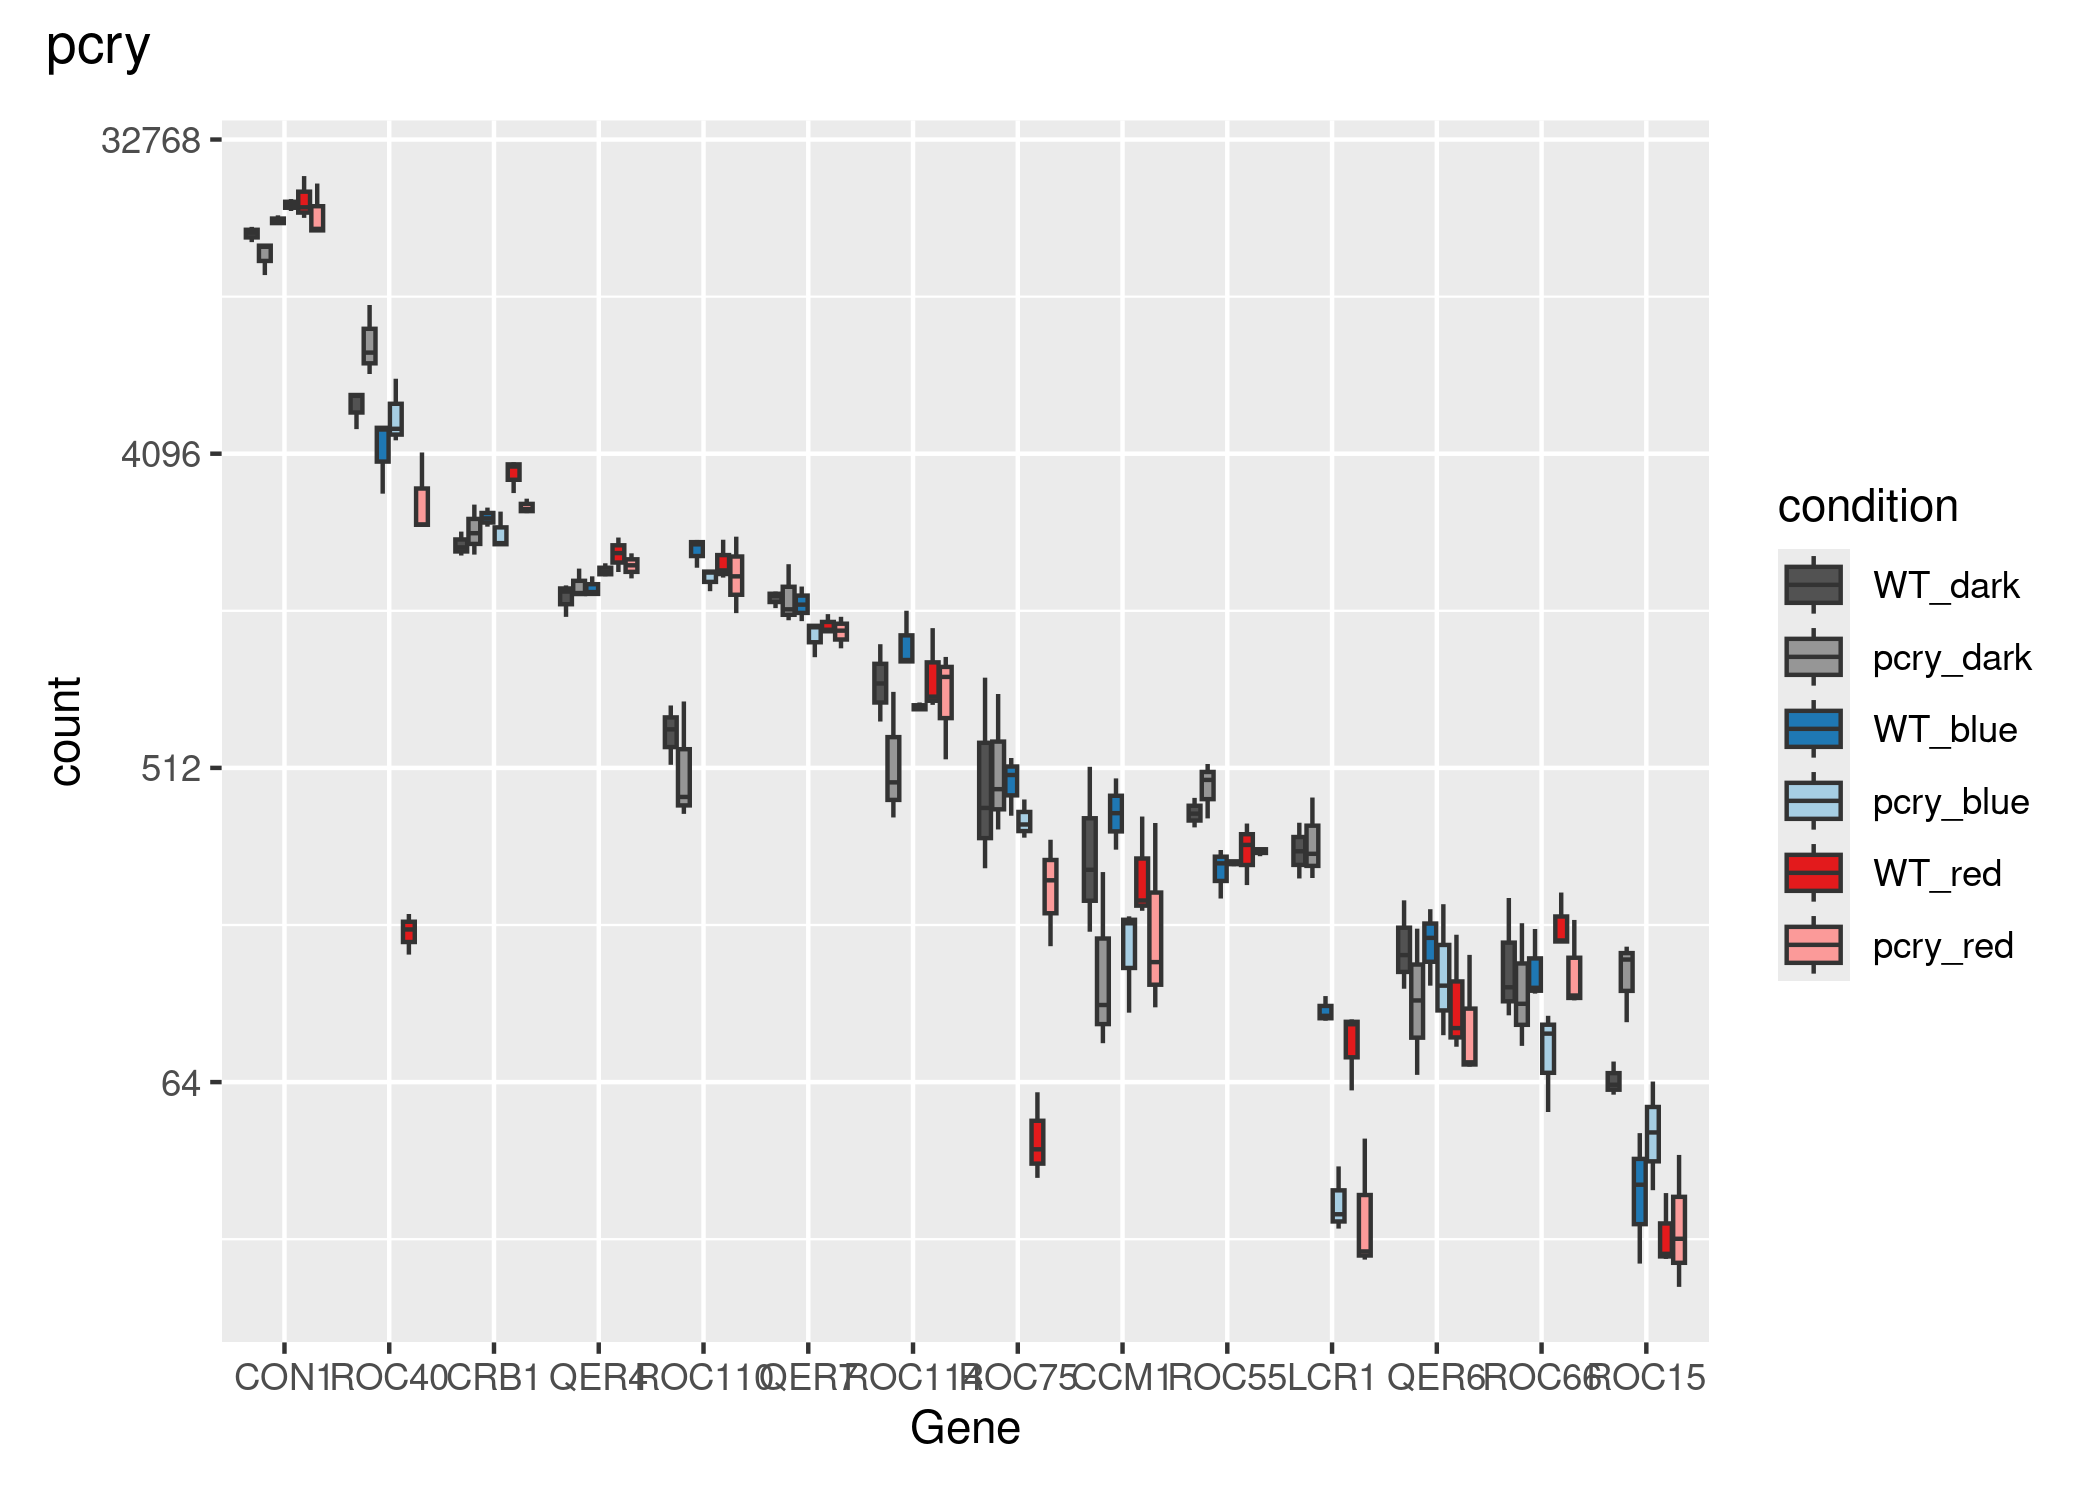 pcry
32768
4096
512
64
count
CON1 ROC40 CRB1 QER4 ROC110 QER7 ROC114 ROC75 CCM1 ROC55 LCR1 QER6 ROC66 ROC15
Gene
condition
WT_dark
pcry_dark
WT_blue
pcry_blue
WT_red
pcry_red